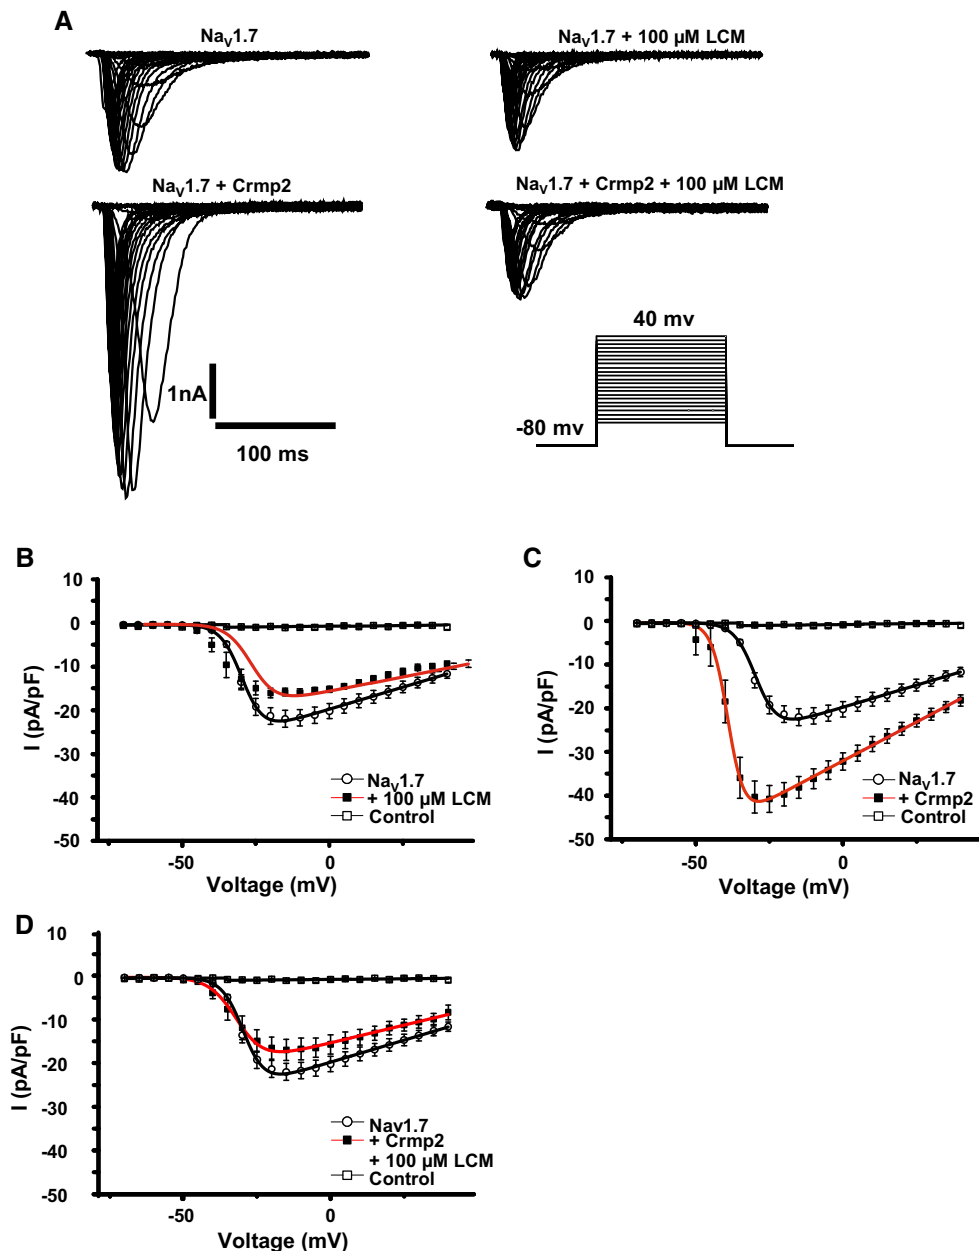 A
NaV1.7
NaV1.7 + 100 µM LCM
NaV1.7 + Crmp2
NaV1.7 + Crmp2 + 100 µM LCM
40 mv
1nA
-80 mv
100 ms
B
10
0
-10
-20
-30
-40
-50
I (pA/pF)
NaV1.7
+ 100 µM LCM
Control
-50
0
Voltage (mV)
C
10
0
-10
-20
-30
-40
-50
I (pA/pF)
NaV1.7
+ Crmp2
Control
-50
0
Voltage (mV)
D
10
0
-10
-20
-30
-40
-50
I (pA/pF)
Nav1.7
+ Crmp2
+ 100 µM LCM
Control
-50
0
Voltage (mV)